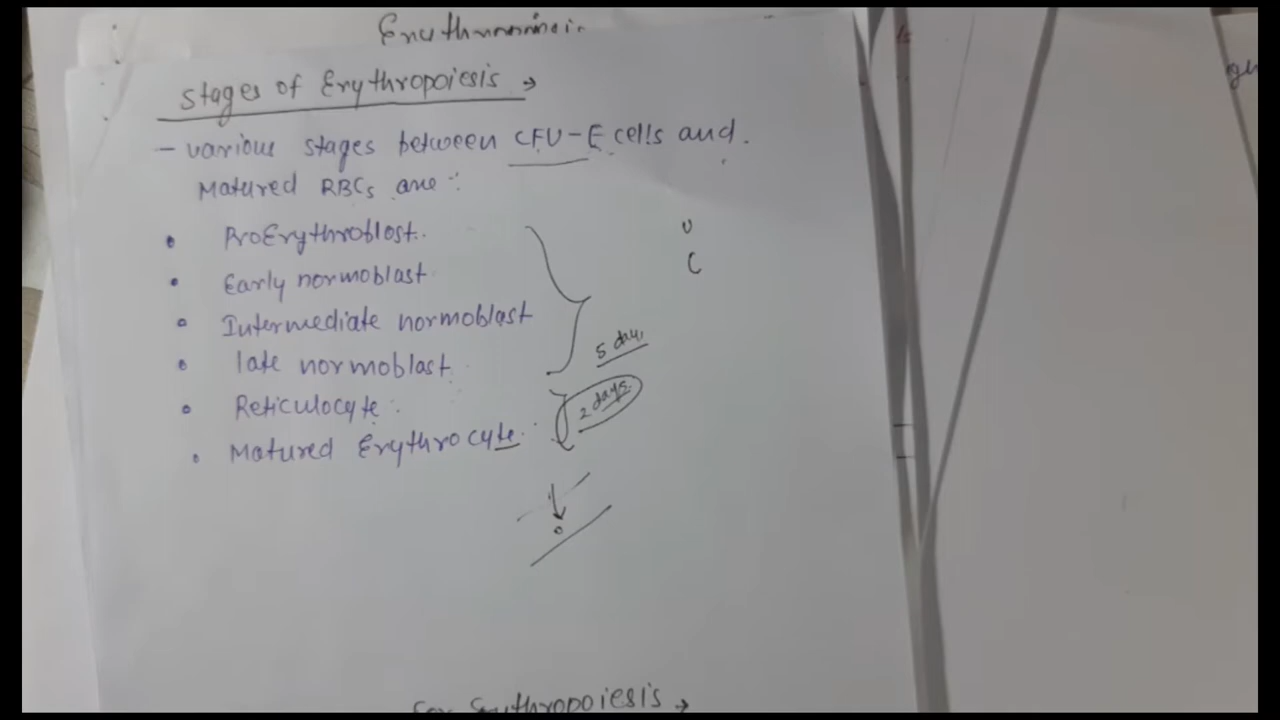 Stages of Erythropoiesis →
- various stages between CFU-E cells and
Matured RBCs are :
• ProErythroblast.
• Early normoblast
• Intermediate normoblast
• late normoblast
5 days
• Reticulocyte
2 days
• Matured Erythrocyte
For Erythropoiesis →